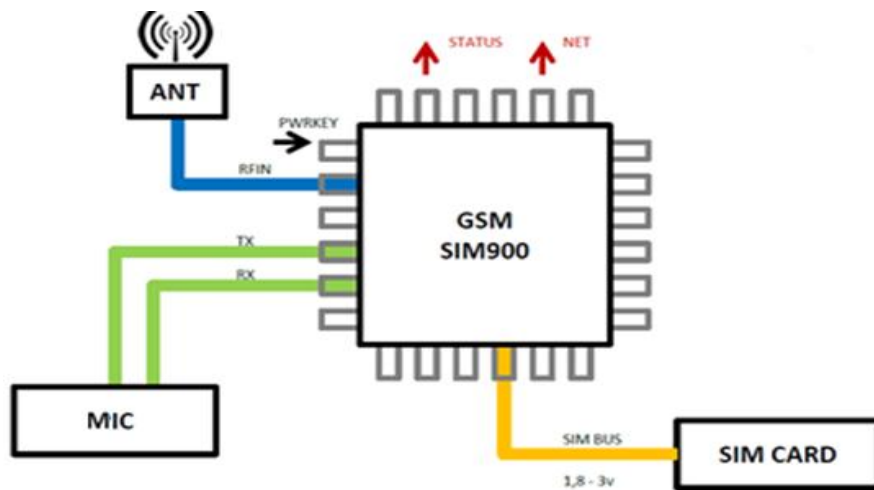 STATUS
NET
ANT
PWRKEY
RFIN
GSM
SIM900
TX
RX
MIC
SIM BUS
SIM CARD
1,8 - 3v